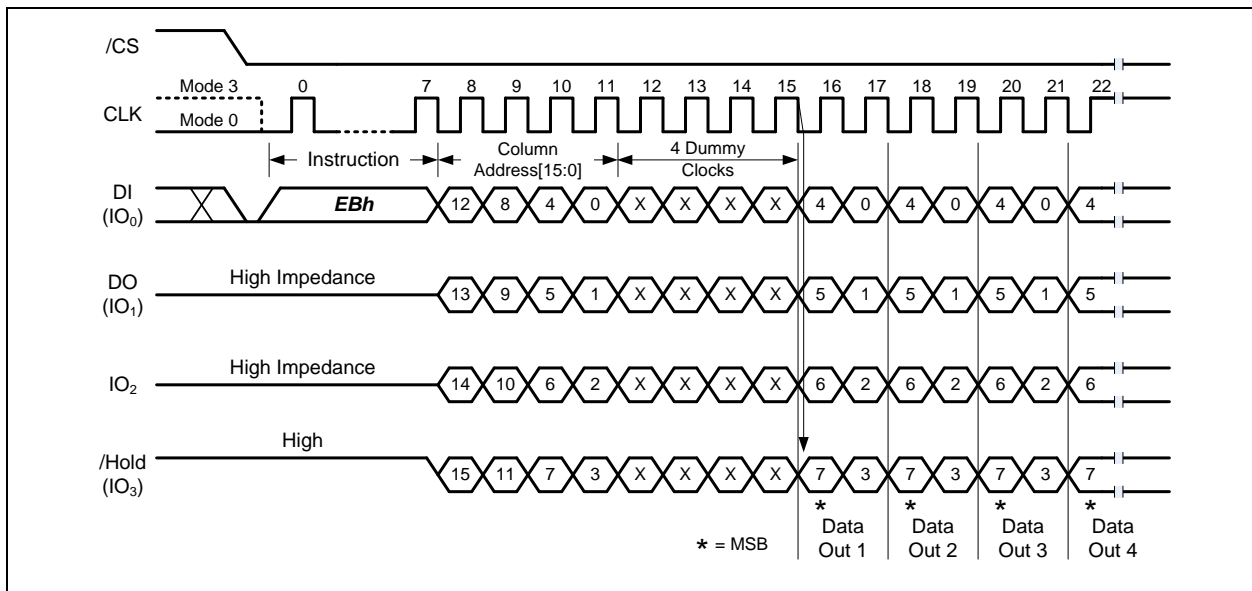 /CS
Mode 3 0 7 8 9 10 11 12 13 14 15 16 17 18 19 20 21 22
CLK
Mode 0
Instruction
Column
Address[15:0]
4 Dummy
Clocks
DI
(IO0)
EBh 12 8 4 0 X X X X 4 0 4 0 4 0 4
High Impedance
DO
(IO1)
13 9 5 1 X X X X 5 1 5 1 5 1 5
High Impedance
IO2
14 10 6 2 X X X X 6 2 6 2 6 2 6
High
/Hold
(IO3)
15 11 7 3 X X X X 7 3 7 3 7 3 7
* * * *
* = MSB
Data
Out 1
Data
Out 2
Data
Out 3
Data
Out 4